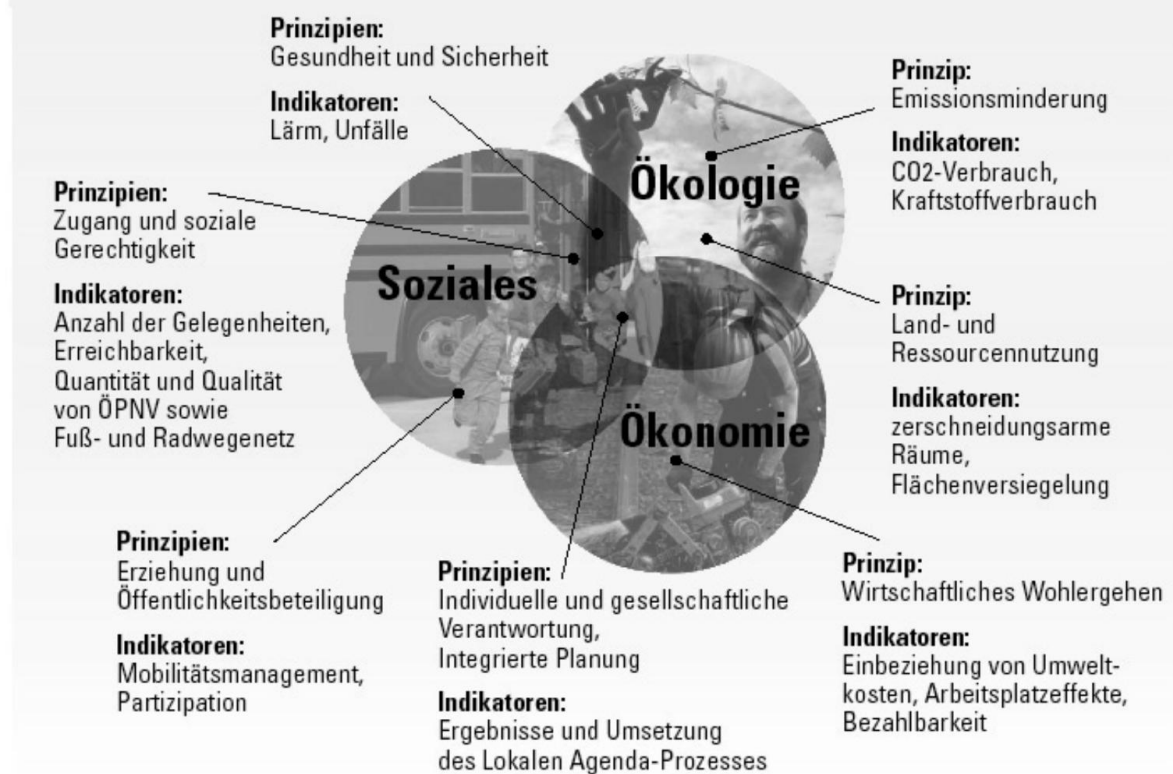 Prinzipien:
Gesundheit und Sicherheit
Indikatoren:
Lärm, Unfälle
Prinzip:
Emissionsminderung
Indikatoren:
CO2-Verbrauch,
Kraftstoffverbrauch
Ökologie
Prinzipien:
Zugang und soziale
Gerechtigkeit
Indikatoren:
Anzahl der Gelegenheiten,
Erreichbarkeit,
Quantität und Qualität
von ÖPNV sowie
Fuß- und Radwegenetz
Soziales
Prinzip:
Land- und
Ressourcennutzung
Indikatoren:
zerschneidungsarme
Räume,
Flächenversiegelung
Ökonomie
Prinzipien:
Erziehung und
Öffentlichkeitsbeteiligung
Indikatoren:
Mobilitätsmanagement,
Partizipation
Prinzipien:
Individuelle und gesellschaftliche
Verantwortung,
Integrierte Planung
Indikatoren:
Ergebnisse und Umsetzung
des Lokalen Agenda-Prozesses
Prinzip:
Wirtschaftliches Wohlergehen
Indikatoren:
Einbeziehung von Umwelt-
kosten, Arbeitsplatzeffekte,
Bezahlbarkeit